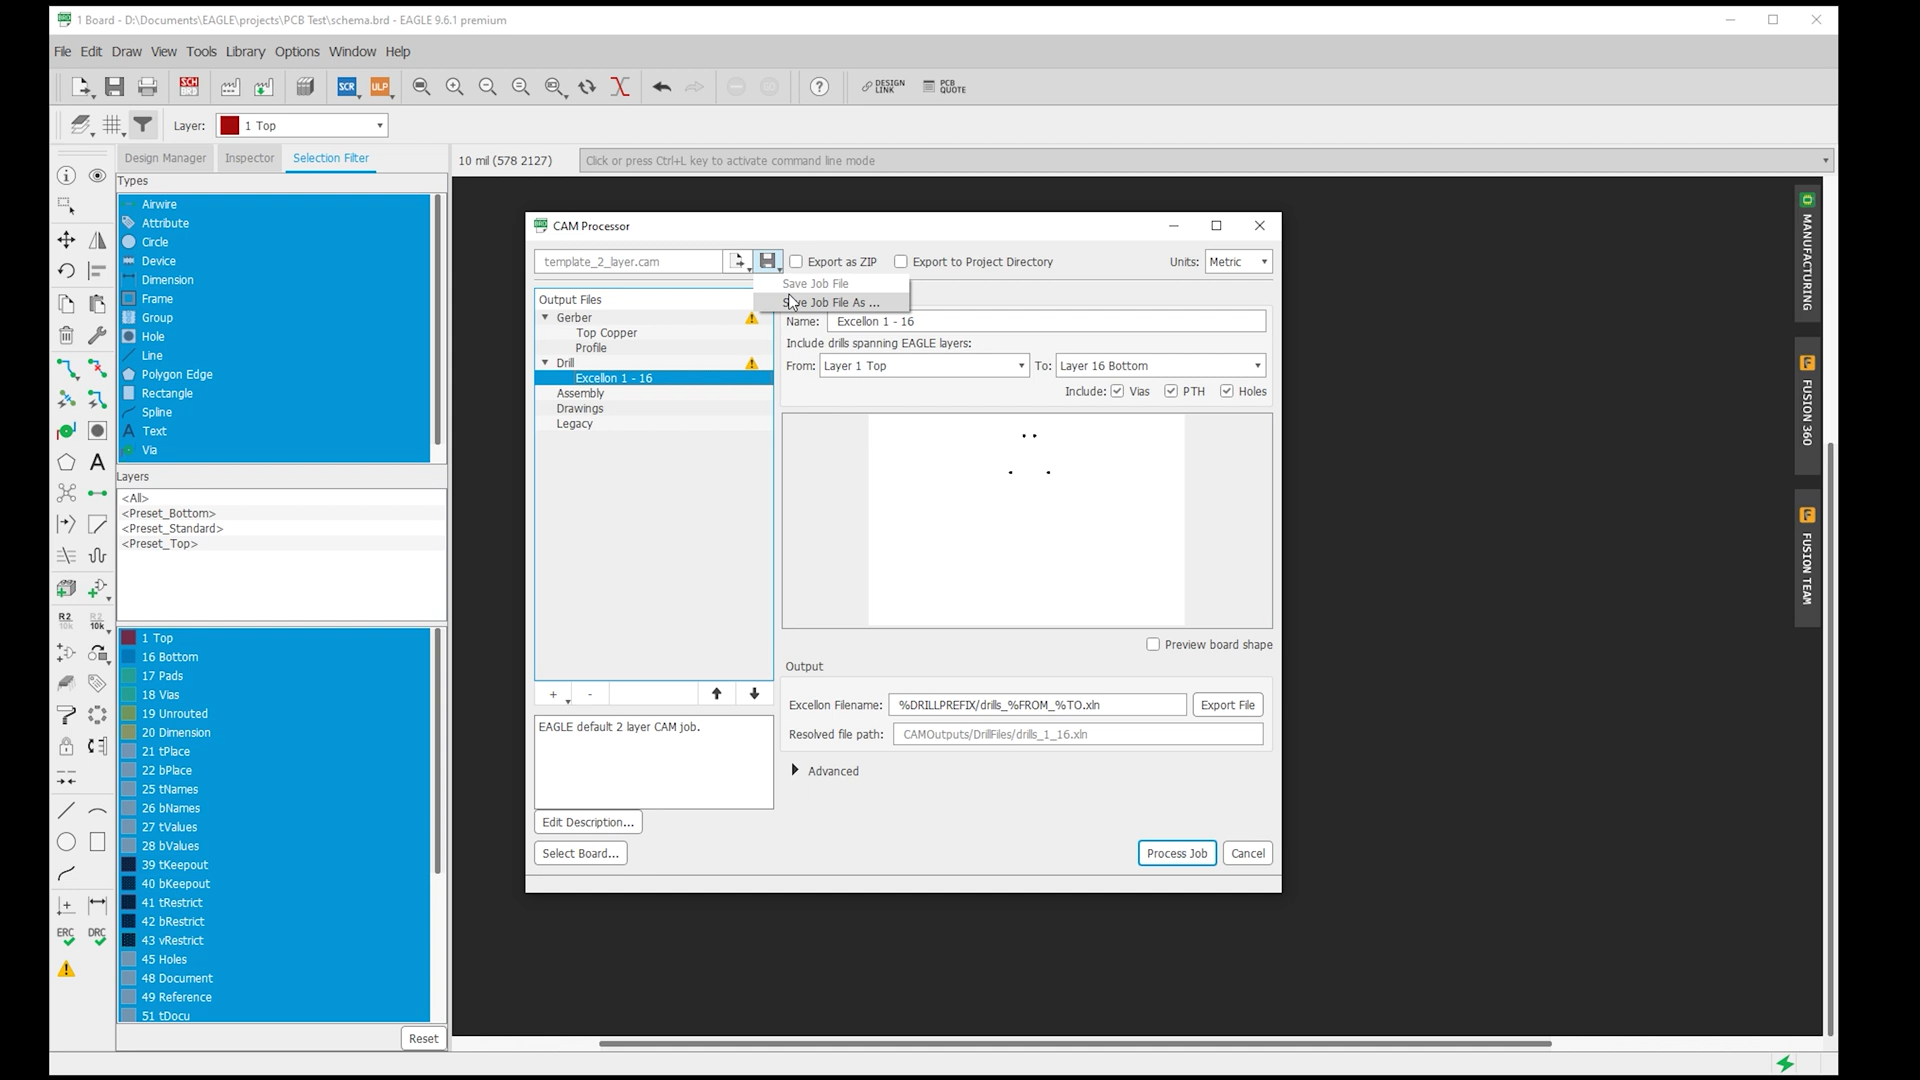 1 Board - D:\Documents\EAGLE\projects\PCB Test\schema.brd - EAGLE 9.6.1 premium
File Edit Draw View Tools Library Options Window Help
SCH
BRD
SCR
ULP
DESIGN
LINK
PCB
QUOTE
Layer: 1 Top
Design Manager Inspector Selection Filter
10 mil (578 2127)
Click or press Ctrl+L key to activate command line mode
Types
Airwire
Attribute
Circle
Device
Dimension
Frame
Group
Hole
Line
Polygon Edge
Rectangle
Spline
Text
Via
Layers
<All>
<Preset_Bottom>
<Preset_Standard>
<Preset_Top>
1 Top
16 Bottom
17 Pads
18 Vias
19 Unrouted
20 Dimension
21 tPlace
22 bPlace
25 tNames
26 bNames
27 tValues
28 bValues
39 tKeepout
40 bKeepout
41 tRestrict
42 bRestrict
43 vRestrict
45 Holes
48 Document
49 Reference
51 tDocu
Reset
R2
10k
R2
10k
ERC
DRC
CAM Processor
template_2_layer.cam
Export as ZIP
Export to Project Directory
Units: Metric
Save Job File
Save Job File As ...
Output Files
Gerber
Top Copper
Profile
Drill
Excellon 1 - 16
Assembly
Drawings
Legacy
+ -
EAGLE default 2 layer CAM job.
Edit Description...
Select Board...
Name: Excellon 1 - 16
Include drills spanning EAGLE layers:
From: Layer 1 Top To: Layer 16 Bottom
Include: Vias PTH Holes
Preview board shape
Output
Excellon Filename: %DRILLPREFIX/drills_%FROM_%TO.xln Export File
Resolved file path: CAMOutputs/DrillFiles/drills_1_16.xln
Advanced
Process Job Cancel
MANUFACTURING
FUSION 360
FUSION TEAM